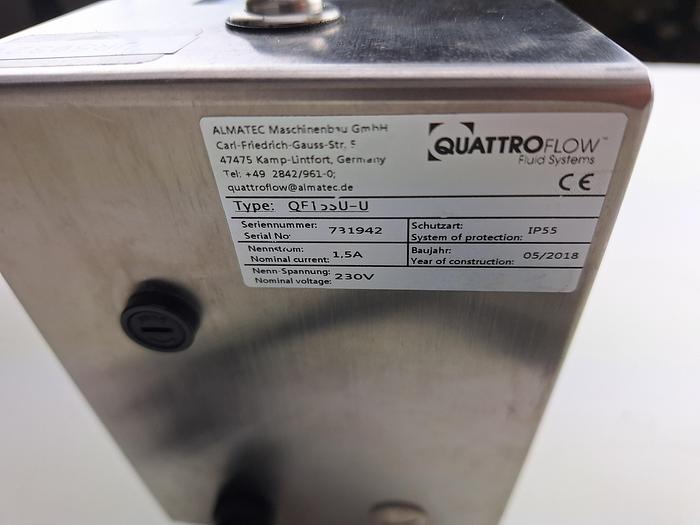 ALMATEC Maschinenbau GmbH
Carl-Friedrich-Gauss-Str.
47475 Kamp-Lintfort, Germany
Tel: +49 2842/961-0;
quattroflow@almatec.de
QUATTROFLOW™
Fluid Systems
CE
Type:
Seriennummer:
Serial No:
731942
Schutzart:
System of protection:
IP55
Nennstrom:
Nominal current:
1,5A
Baujahr:
Year of construction:
05/2018
Nenn-Spannung:
Nominal voltage:
230V